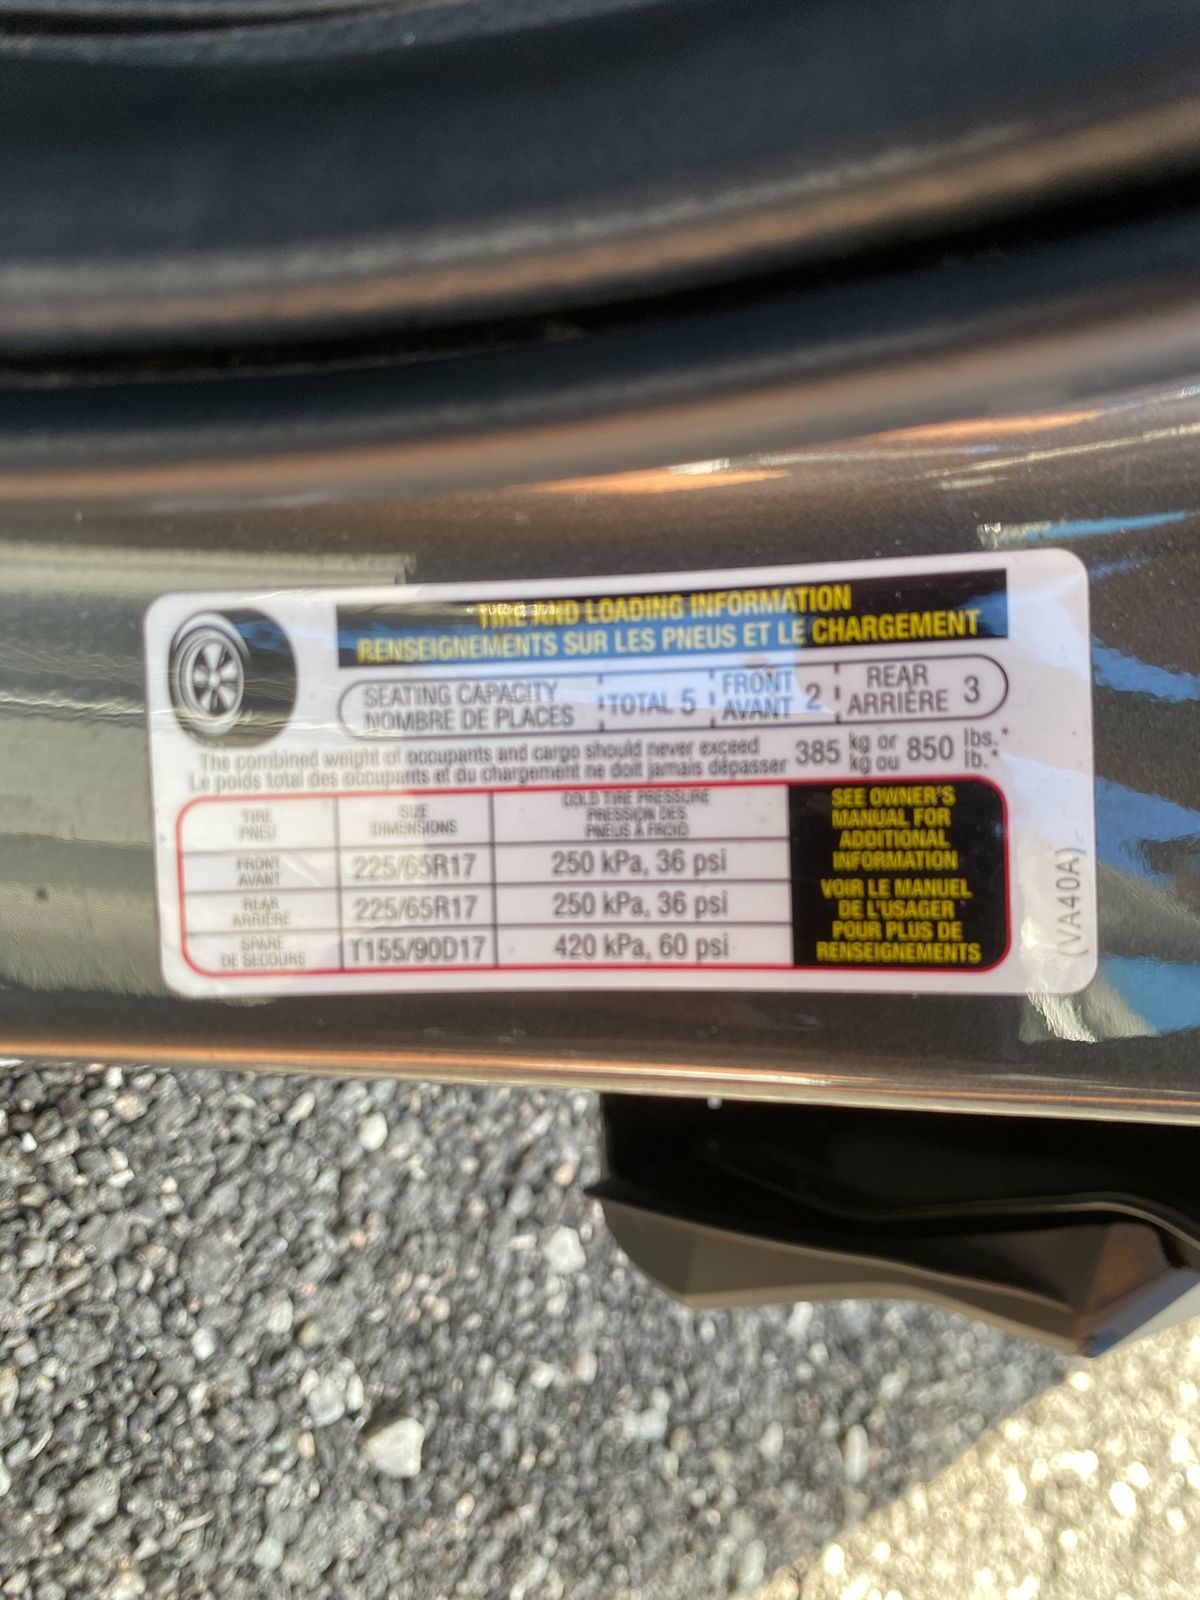 TIRE AND LOADING INFORMATION
RENSEIGNEMENTS SUR LES PNEUS ET LE CHARGEMENT
SEATING CAPACITY
NOMBRE DE PLACES
TOTAL 5
FRONT
AVANT
2
REAR
ARRIÈRE
3
The combined weight of occupants and cargo should never exceed
Le poids total des occupants et du chargement ne doit jamais dépasser
385
kg or
kg ou
850
lbs.*
lb.*
TIRE
PNEU
SIZE
DIMENSIONS
COLD TIRE PRESSURE
PRESSION DES
PNEUS À FROID
FRONT
AVANT
225/65R17
250 kPa, 36 psi
REAR
ARRIÈRE
225/65R17
250 kPa, 36 psi
SPARE
DE SECOURS
T155/90D17
420 kPa, 60 psi
SEE OWNER'S
MANUAL FOR
ADDITIONAL
INFORMATION
VOIR LE MANUEL
DE L'USAGER
POUR PLUS DE
RENSEIGNEMENTS
(VA40A)